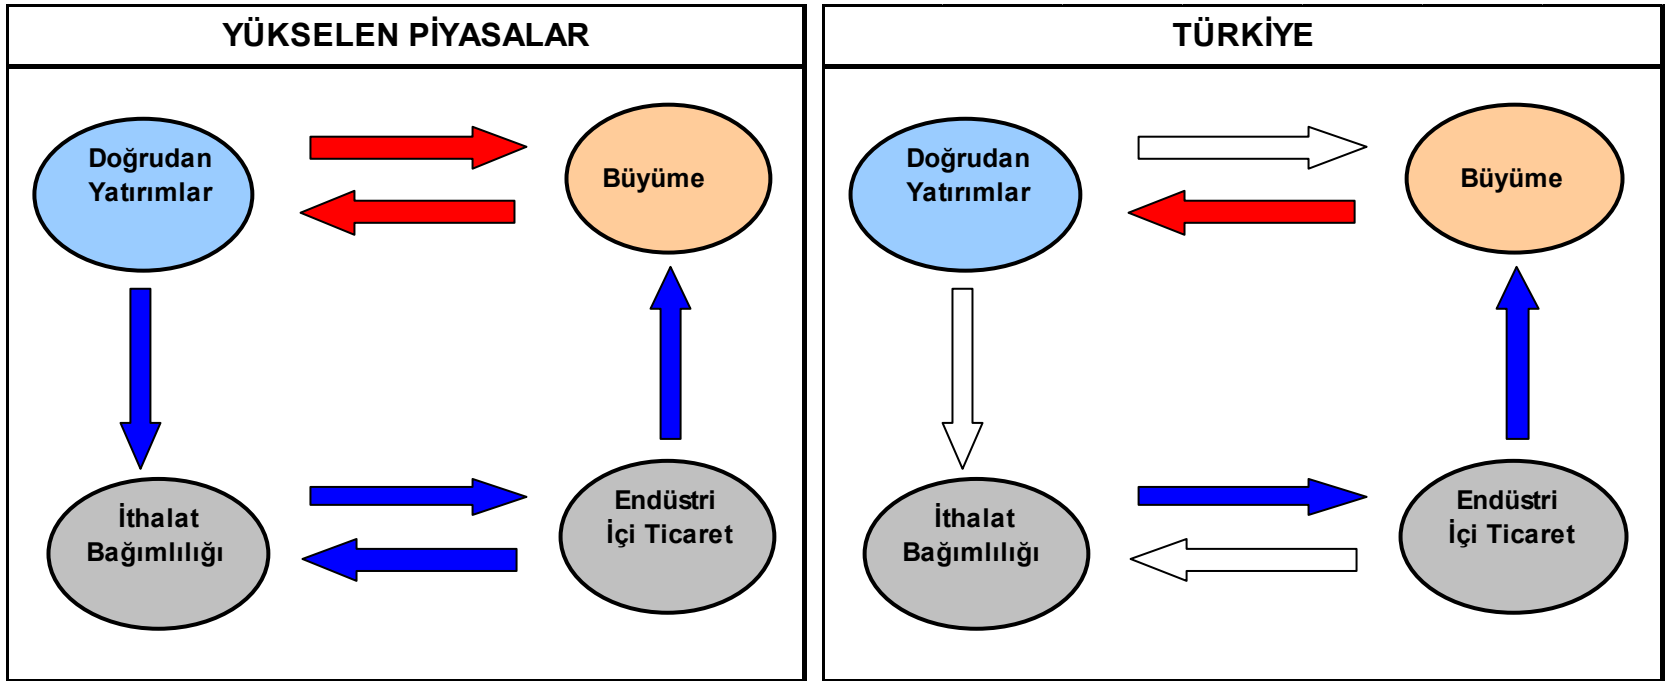 YÜKSELEN PİYASALAR
Doğrudan
Yatırımlar
Büyüme
İthalat
Bağımlılığı
Endüstri
İçi Ticaret
TÜRKİYE
Doğrudan
Yatırımlar
Büyüme
İthalat
Bağımlılığı
Endüstri
İçi Ticaret